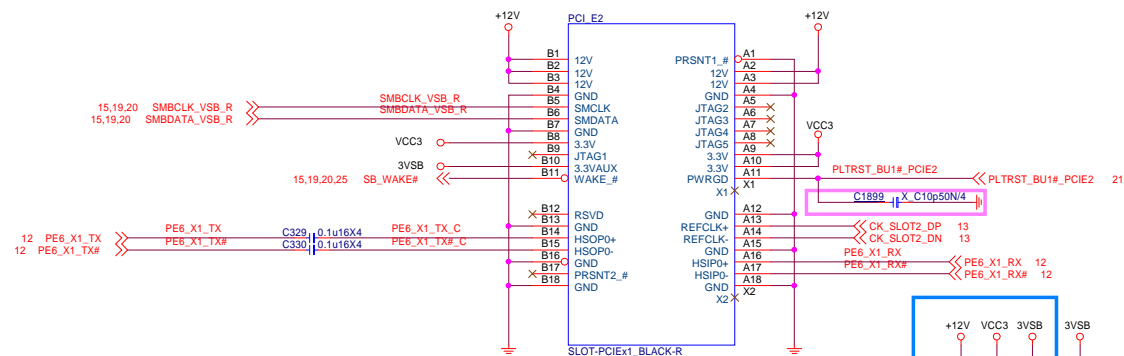 PCI_E2
+12V
+12V
B1 12V PRSNT1_# A1
B2 12V 12V A2
B3 12V 12V A3
B4 GND GND A4
15,19,20 SMBCLK_VSB_R SMBCLK_VSB_R B5 SMCLK JTAG2 A5
15,19,20 SMBDATA_VSB_R SMBDATA_VSB_R B6 SMDATA JTAG3 A6
B7 GND JTAG4 A7
VCC3 B8 3.3V JTAG5 A8 VCC3
B9 JTAG1 3.3V A9
3VSB B10 3.3VAUX 3.3V A10
15,19,20,25 SB_WAKE# B11 WAKE_# PWRGD A11 PLTRST_BU1#_PCIE2 PLTRST_BU1#_PCIE2 21
X1 X1
C1899 X_C10p50N/4
B12 RSVD GND A12
B13 GND REFCLK+ A13 CK_SLOT2_DP 13
12 PE6_X1_TX PE6_X1_TX C329 0.1u16X4 PE6_X1_TX_C B14 HSOP0+ REFCLK- A14 CK_SLOT2_DN 13
12 PE6_X1_TX# PE6_X1_TX# C330 0.1u16X4 PE6_X1_TX#_C B15 HSOP0- GND A15
B16 GND HSIP0+ A16 PE6_X1_RX PE6_X1_RX 12
B17 PRSNT2_# HSIP0- A17 PE6_X1_RX# PE6_X1_RX# 12
B18 GND GND A18
X2 X2
SLOT-PCIEx1_BLACK-R
+12V VCC3 3VSB 3VSB